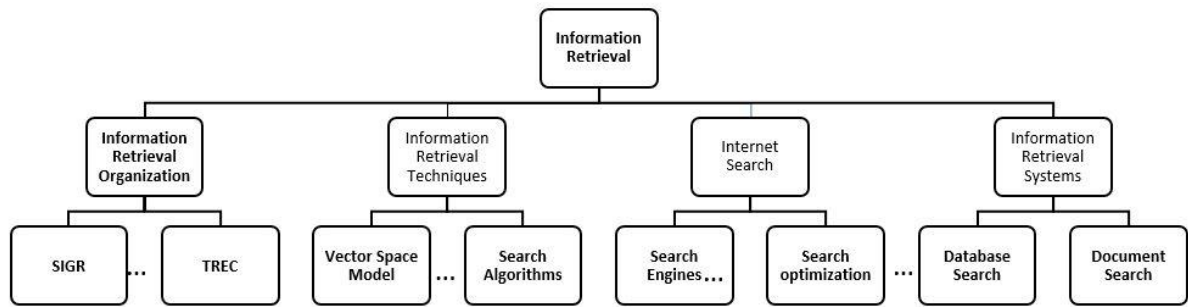 Information
Retrieval
Information
Retrieval
Organization
Information
Retrieval
Techniques
Internet
Search
Information
Retrieval
Systems
SIGR
...
TREC
Vector Space
Model
...
Search
Algorithms
Search
Engines...
Search
optimization
...
Database
Search
Document
Search